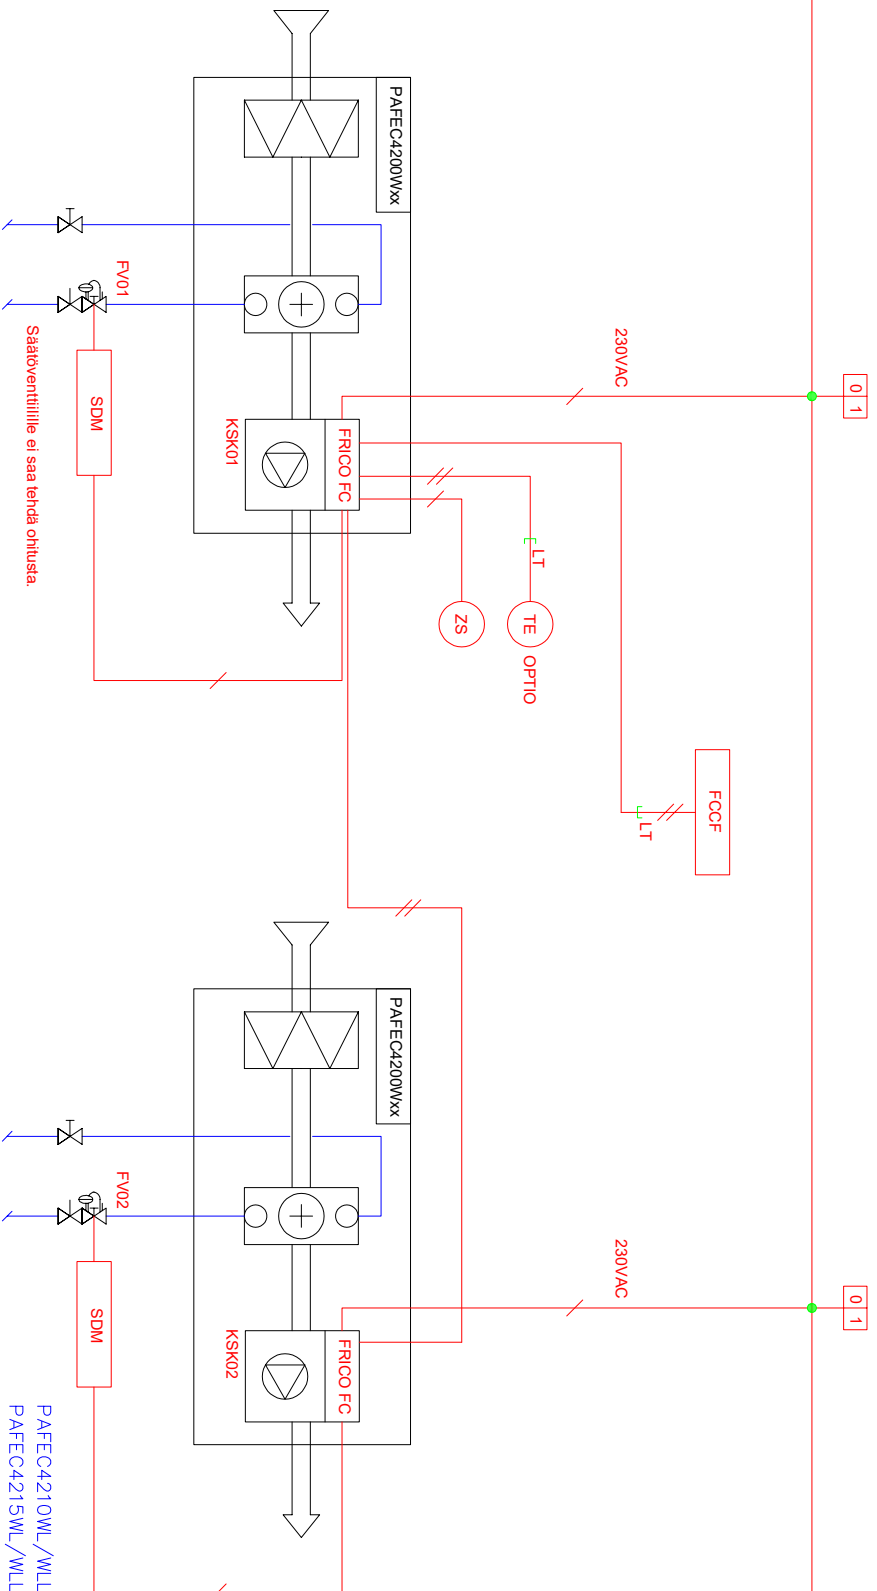 0 1
230VAC
FCCF
LT
LT
TE OPTIO
ZS
PAFEC4200Wxx
FRICO FC
KSK01
FV01
SDM
Säätöventtiilille ei saa tehdä ohitusta.
0 1
230VAC
PAFEC4200Wxx
FRICO FC
KSK02
FV02
SDM
PAFEC4210WL/WLL
PAFEC4215WL/WLL